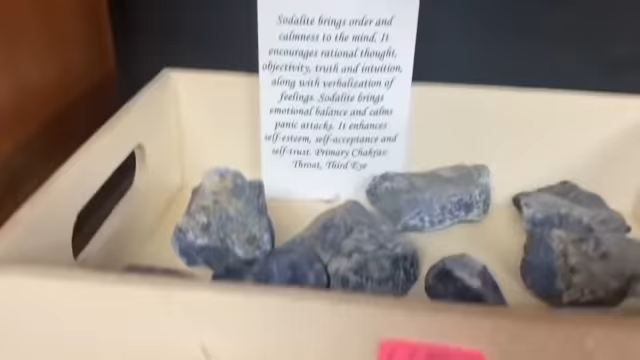 Sodalite brings order and
calmness to the mind. It
encourages rational thought,
objectivity, truth and intuition,
along with verbalization of
feelings. Sodalite brings
emotional balance and calms
panic attacks. It enhances
self-esteem, self-acceptance and
self-trust. Primary Chakras:
Throat, Third Eye